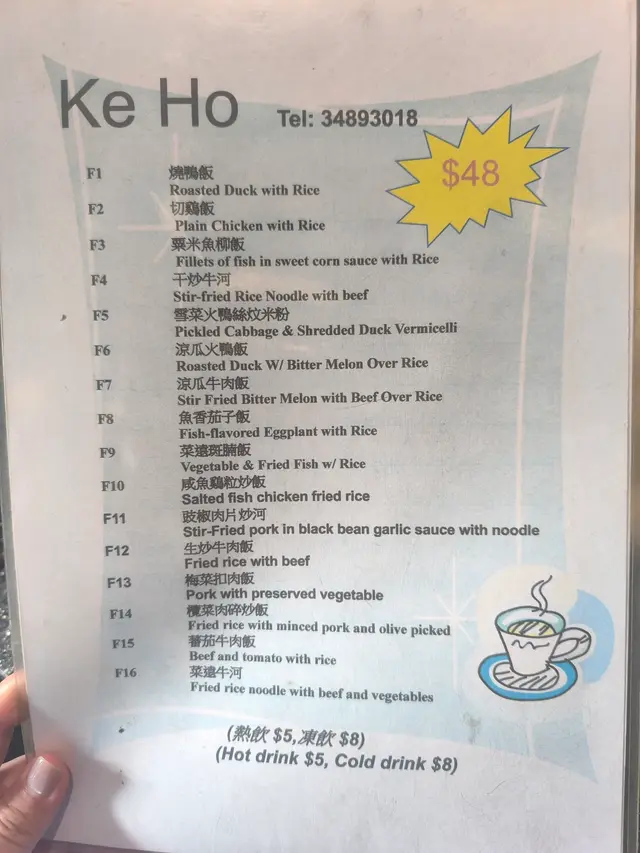 Ke Ho Tel: 34893018
$48
F1 燒鴨飯
Roasted Duck with Rice
F2 切鷄飯
Plain Chicken with Rice
F3 粟米魚柳飯
Fillets of fish in sweet corn sauce with Rice
F4 干炒牛河
Stir-fried Rice Noodle with beef
F5 雪菜火鴨絲炆米粉
Pickled Cabbage & Shredded Duck Vermicelli
F6 涼瓜火鴨飯
Roasted Duck W/ Bitter Melon Over Rice
F7 涼瓜牛肉飯
Stir Fried Bitter Melon with Beef Over Rice
F8 魚香茄子飯
Fish-flavored Eggplant with Rice
F9 菜遠斑腩飯
Vegetable & Fried Fish w/ Rice
F10 咸魚鷄粒炒飯
Salted fish chicken fried rice
F11 豉椒肉片炒河
Stir-Fried pork in black bean garlic sauce with noodle
F12 生炒牛肉飯
Fried rice with beef
F13 梅菜扣肉飯
Pork with preserved vegetable
F14 欖菜肉碎炒飯
Fried rice with minced pork and olive picked
F15 蕃茄牛肉飯
Beef and tomato with rice
F16 菜遠牛河
Fried rice noodle with beef and vegetables
(熱飲 $5,凍飲 $8)
(Hot drink $5, Cold drink $8)